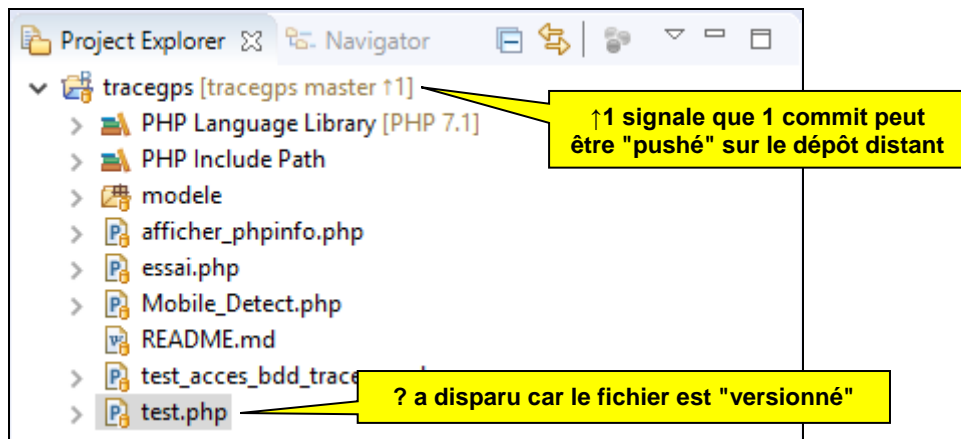 Project Explorer Navigator
tracegps [tracegps master ↑1]
PHP Language Library [PHP 7.1]
↑1 signale que 1 commit peut
être "pushé" sur le dépôt distant
PHP Include Path
modele
afficher_phpinfo.php
essai.php
Mobile_Detect.php
README.md
? a disparu car le fichier est "versionné"
test.php